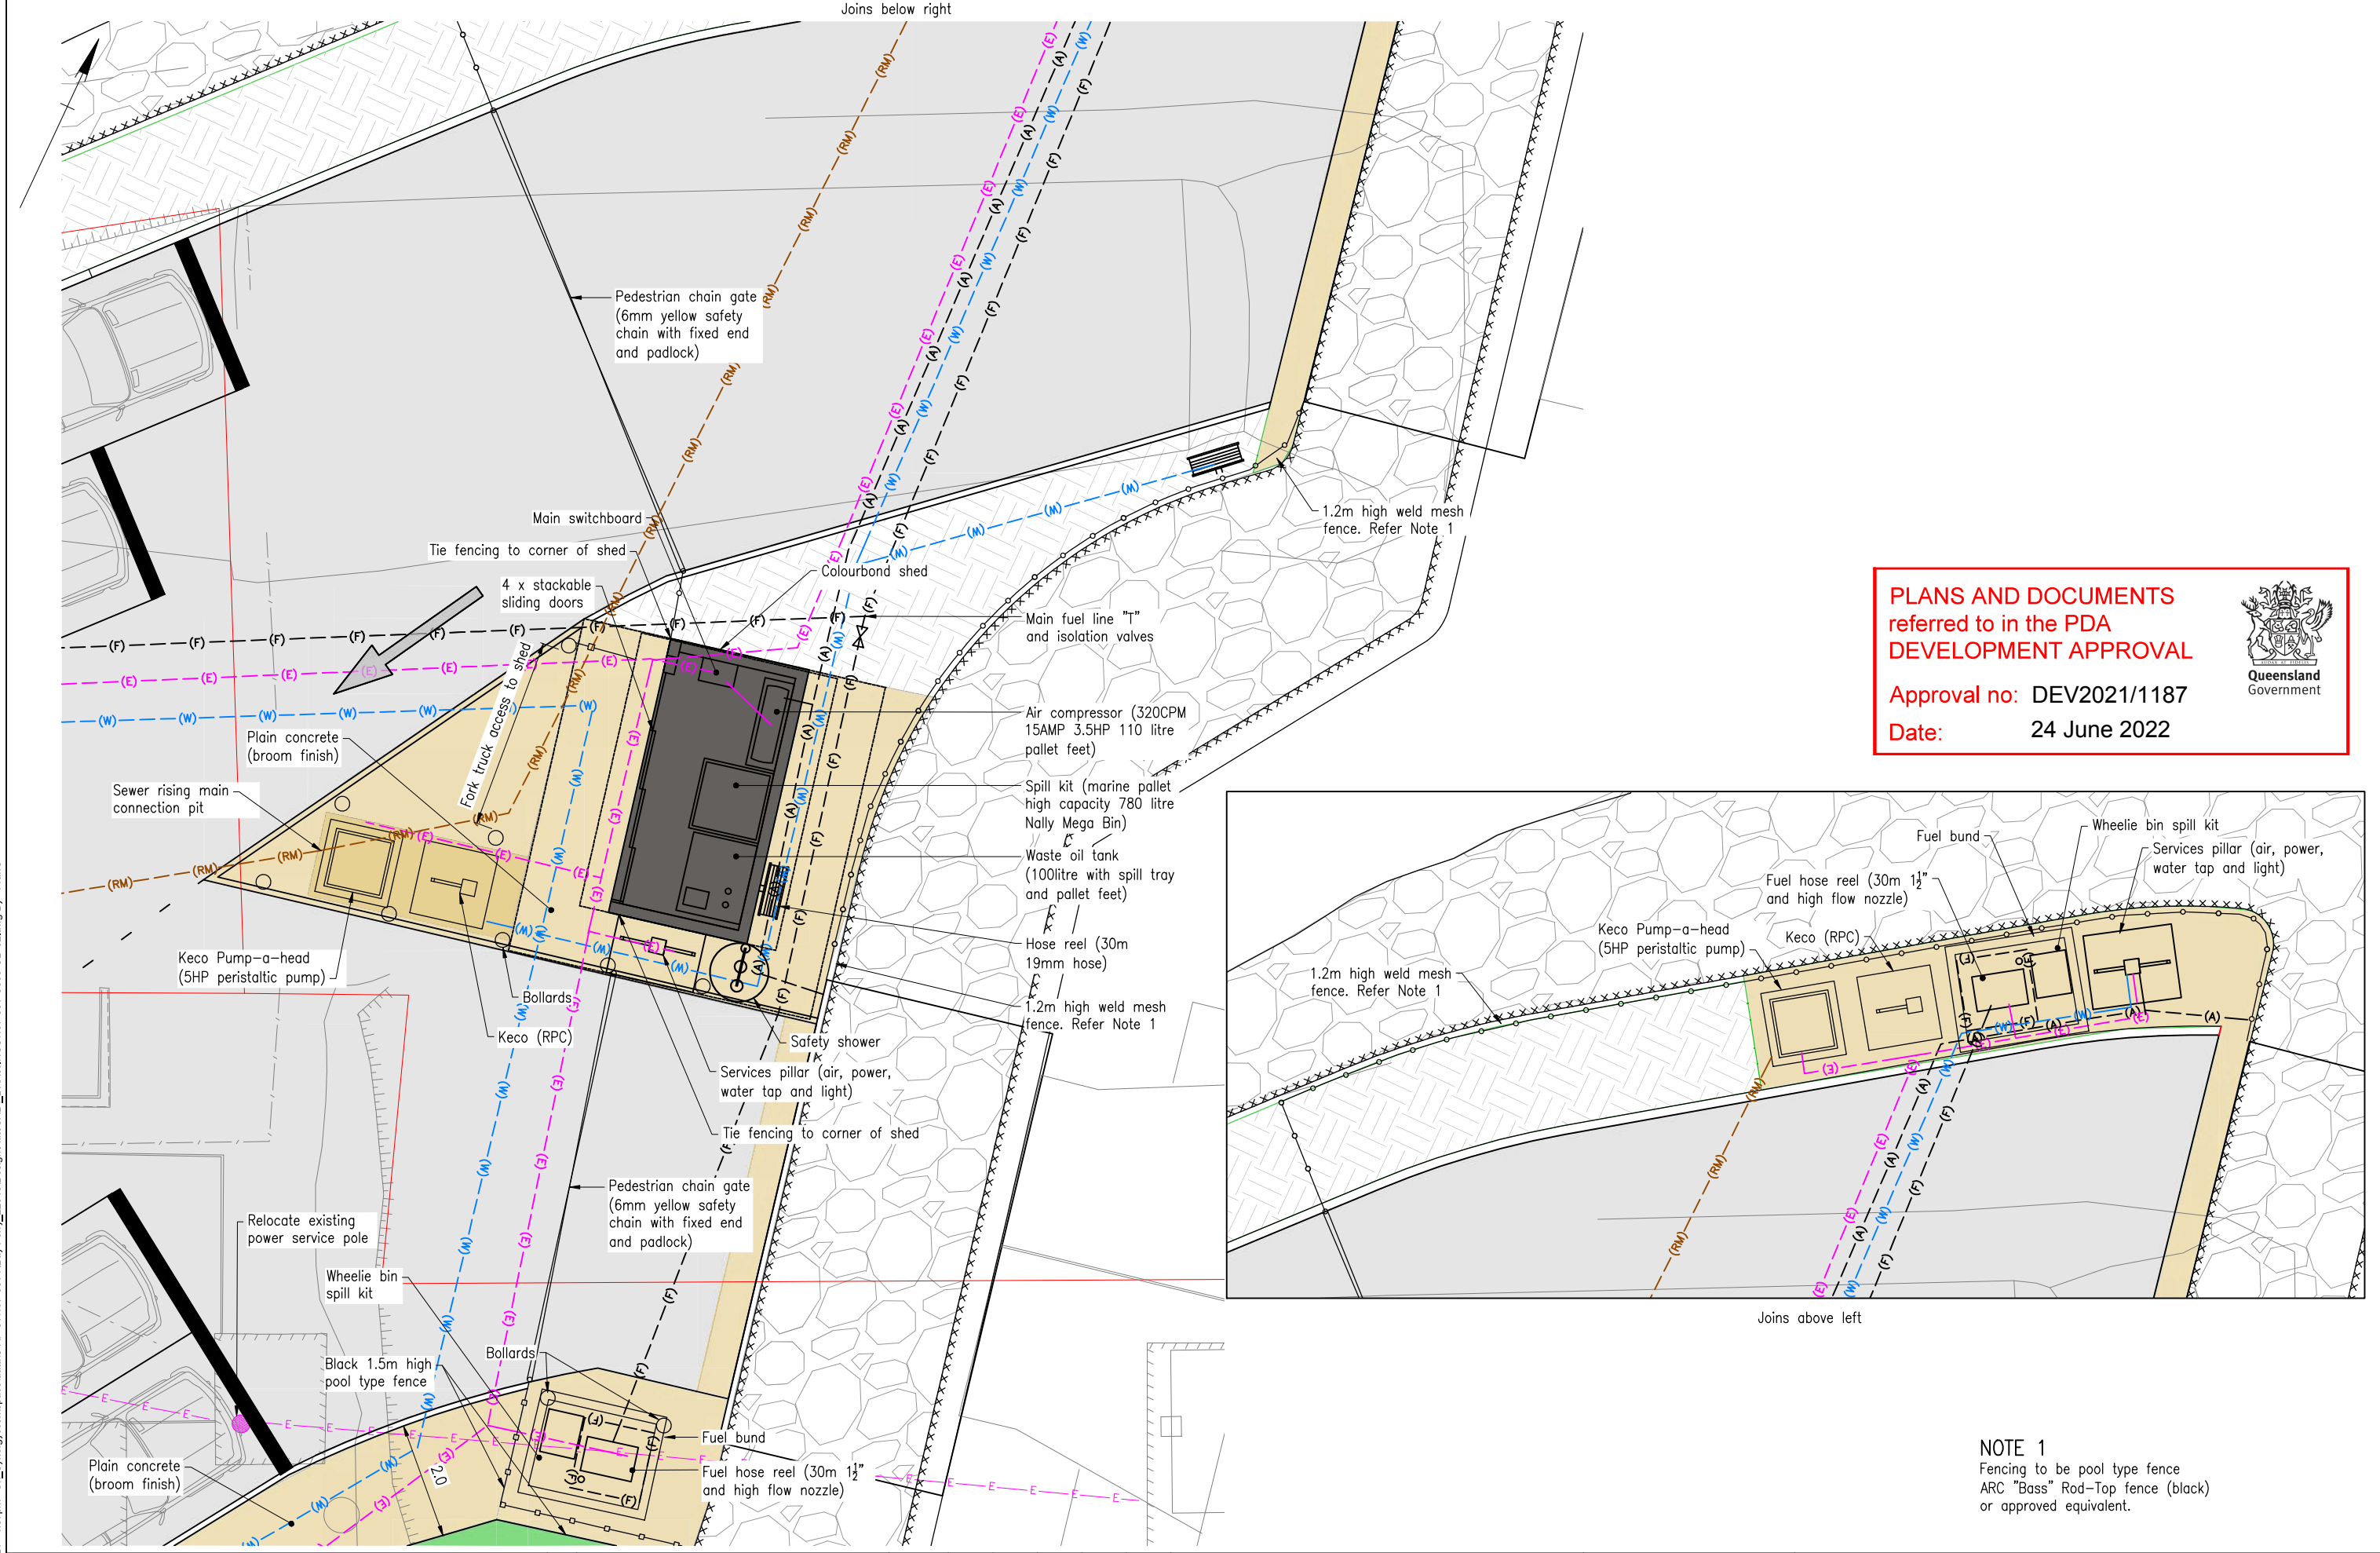 Joins below right
Pedestrian chain gate
(6mm yellow safety
chain with fixed end
and padlock)
Main switchboard
Tie fencing to corner of shed
4 x stackable
sliding doors
Colourbond shed
1.2m high weld mesh
fence. Refer Note 1
Main fuel line "T"
and isolation valves
Fork truck access to shed
Plain concrete
(broom finish)
Sewer rising main
connection pit
Air compressor (320CPM
15AMP 3.5HP 110 litre
pallet feet)
Spill kit (marine pallet
high capacity 780 litre
Nally Mega Bin)
Waste oil tank
(100litre with spill tray
and pallet feet)
Hose reel (30m
19mm hose)
1.2m high weld mesh
fence. Refer Note 1
Keco Pump-a-head
(5HP peristaltic pump)
Bollards
Keco (RPC)
Safety shower
Services pillar (air, power,
water tap and light)
Tie fencing to corner of shed
Pedestrian chain gate
(6mm yellow safety
chain with fixed end
and padlock)
Relocate existing
power service pole
Wheelie bin
spill kit
Bollards
Black 1.5m high
pool type fence
Plain concrete
(broom finish)
2.0
Fuel bund
Fuel hose reel (30m 1½"
and high flow nozzle)
(RM)
(E)
(A)
(W)
(F)
E
PLANS AND DOCUMENTS
referred to in the PDA
DEVELOPMENT APPROVAL
Approval no: DEV2021/1187
Date: 24 June 2022
Queensland
Government
Fuel bund
Wheelie bin spill kit
Services pillar (air, power,
water tap and light)
Fuel hose reel (30m 1½"
and high flow nozzle)
Keco Pump-a-head
(5HP peristaltic pump)
Keco (RPC)
1.2m high weld mesh
fence. Refer Note 1
Joins above left
NOTE 1
Fencing to be pool type fence
ARC "Bass" Rod-Top fence (black)
or approved equivalent.